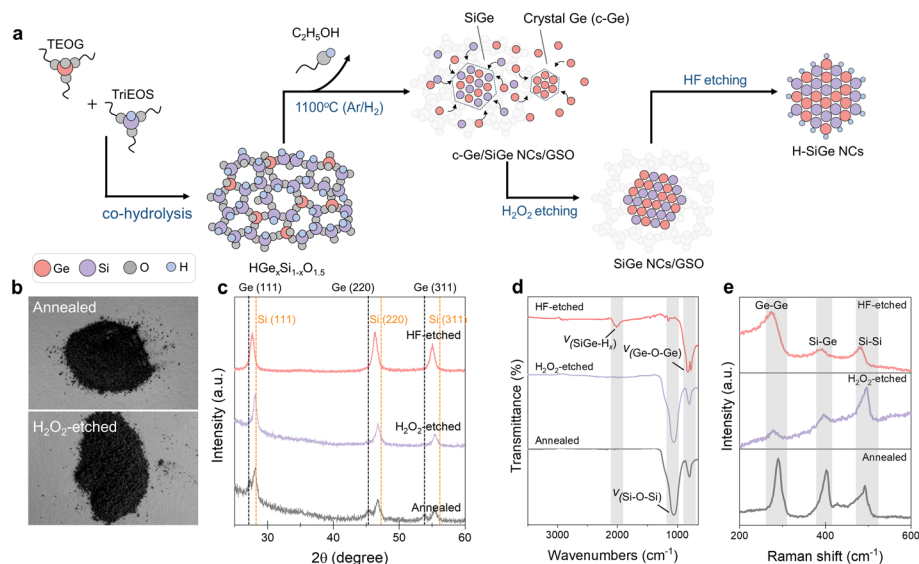 a
TEOG
+
TriEOS
co-hydrolysis
C₂H₅OH
1100⁰C (Ar/H₂)
HGeₓSi₁₋ₓO₁.₅
SiGe
Crystal Ge (c-Ge)
c-Ge/SiGe NCs/GSO
H₂O₂ etching
SiGe NCs/GSO
HF etching
H-SiGe NCs
Ge
Si
O
H
b
Annealed
H₂O₂-etched
c
Ge (111)
Ge (220)
Ge (311)
Si (111)
Si (220)
Si (311)
HF-etched
H₂O₂-etched
Annealed
Intensity (a.u.)
30
40
50
60
2θ (degree)
d
HF-etched
ν(SiGe-Hₓ)
ν(Ge-O-Ge)
H₂O₂-etched
Annealed
ν(Si-O-Si)
Transmittance (%)
3500
3000
2000
1000
Wavenumbers (cm⁻¹)
e
Ge-Ge
HF-etched
Si-Ge
Si-Si
H₂O₂-etched
Annealed
Intensity (a.u.)
200
300
400
500
600
Raman shift (cm⁻¹)